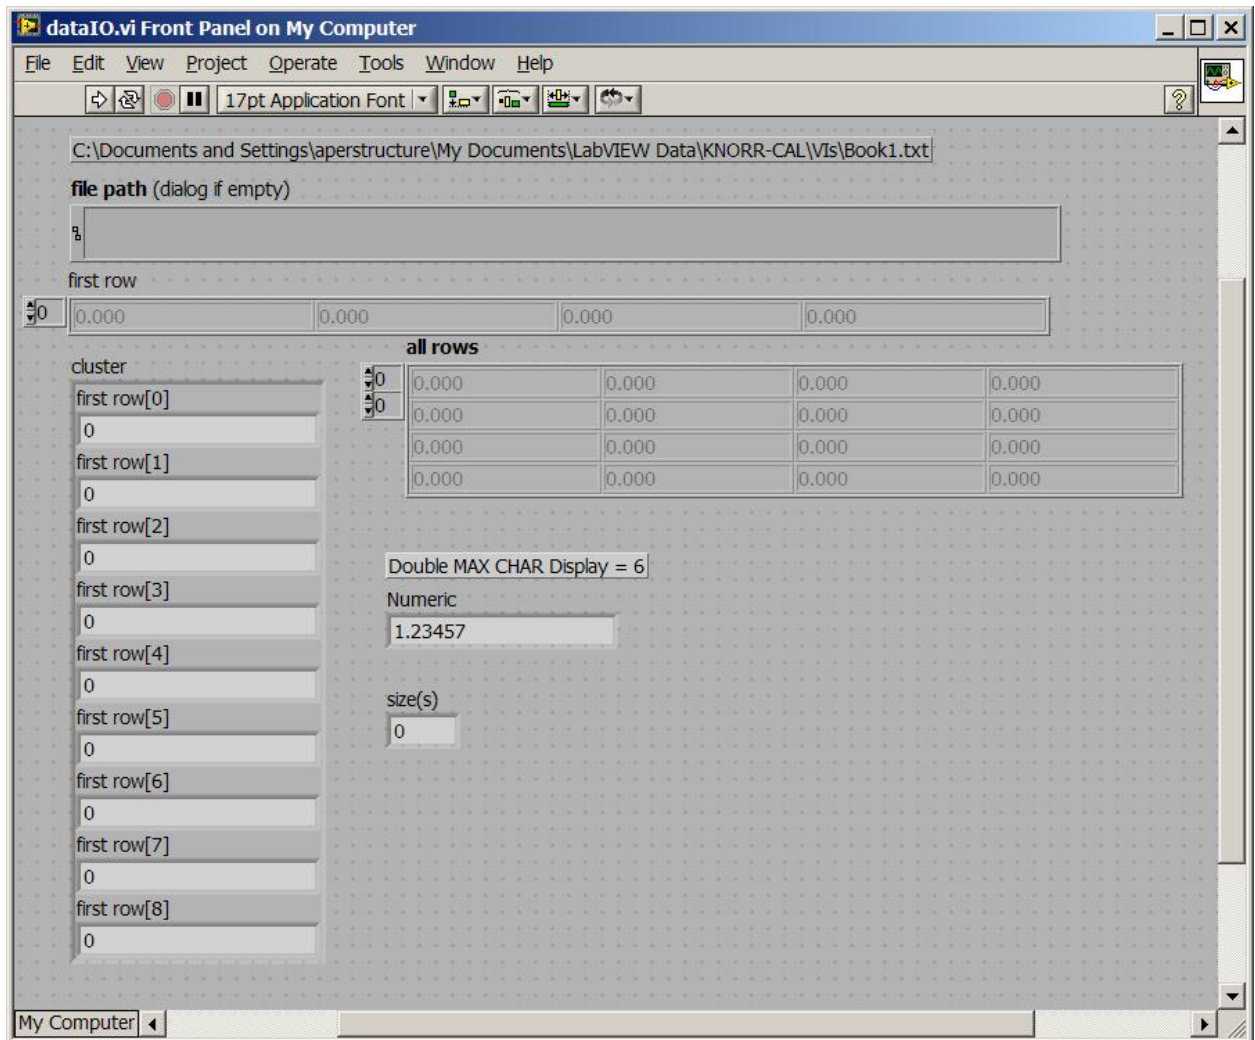 dataIO.vi Front Panel on My Computer
File Edit View Project Operate Tools Window Help
17pt Application Font
C:\Documents and Settings\aperstructure\My Documents\LabVIEW Data\KNORR-CAL\VIs\Book1.txt
file path (dialog if empty)
first row
0 0.000 0.000 0.000 0.000
all rows
cluster
0 0.000 0.000 0.000 0.000
0 0.000 0.000 0.000 0.000
0.000 0.000 0.000 0.000
0.000 0.000 0.000 0.000
first row[0]
0
first row[1]
0
first row[2]
0
first row[3]
0
first row[4]
0
first row[5]
0
first row[6]
0
first row[7]
0
first row[8]
0
Double MAX CHAR Display = 6
Numeric
1.23457
size(s)
0
My Computer